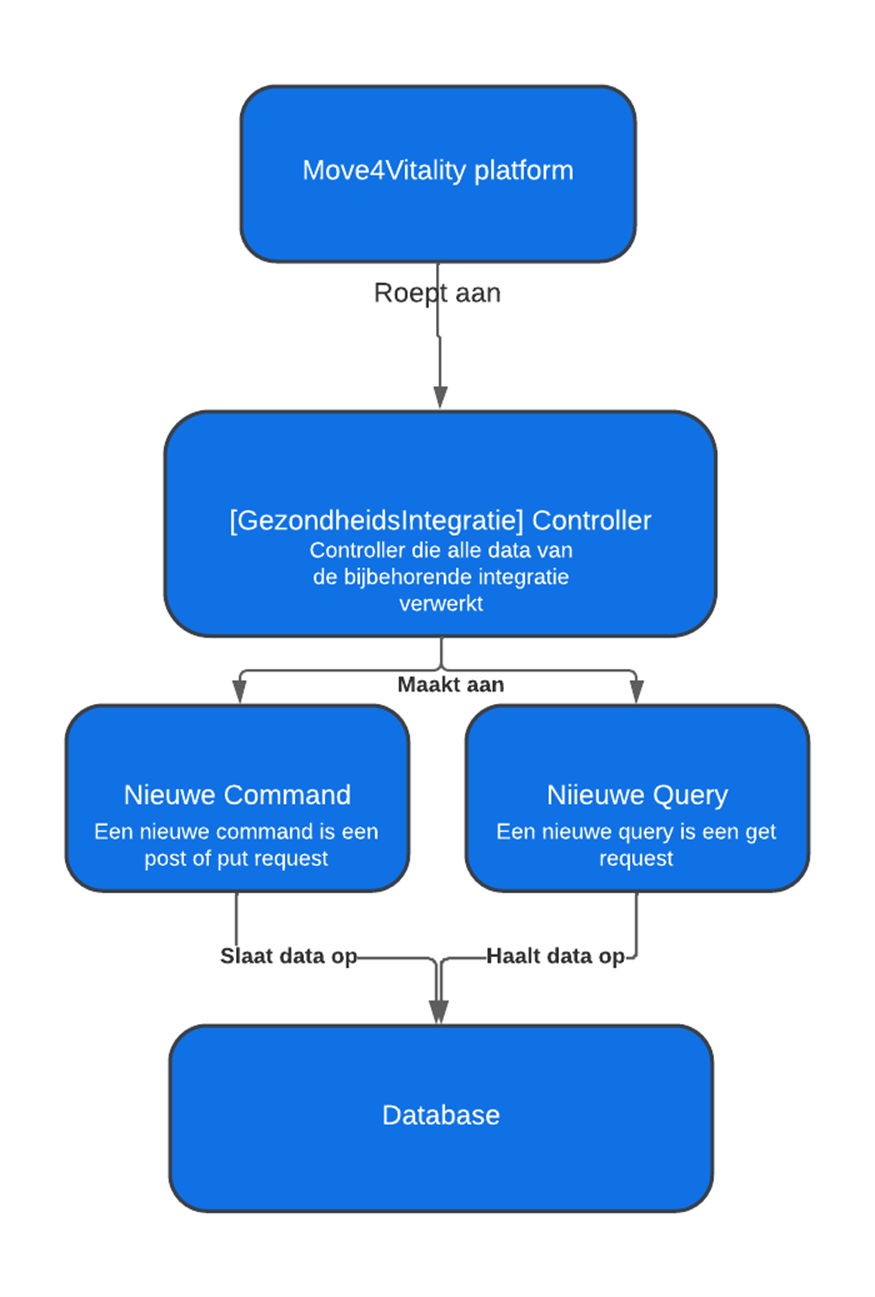 Move4Vitality platform
Roept aan
[GezondheidsIntegratie] Controller
Controller die alle data van
de bijbehorende integratie
verwerkt
Maakt aan
Nieuwe Command
Een nieuwe command is een
post of put request
Niieuwe Query
Een nieuwe query is een get
request
Slaat data op
Haalt data op
Database